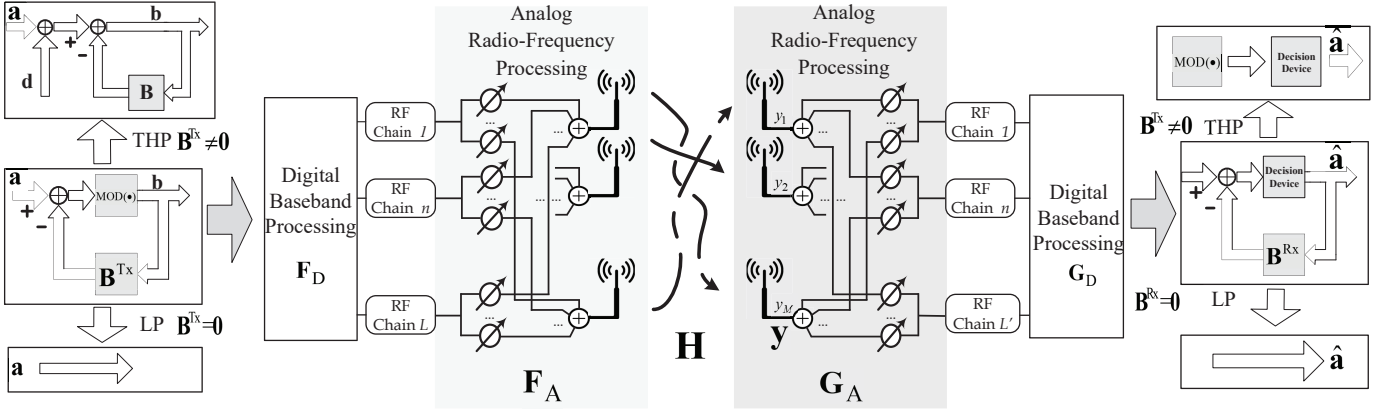 a
b
+
-
d
B
THP B^Tx≠0
a
b
MOD(•)
+
-
B^Tx
LP B^Tx=0
a
Digital
Baseband
Processing
F_D
RF
Chain 1
RF
Chain n
RF
Chain L
Analog
Radio-Frequency
Processing
...
...
...
...
...
... ...
...
F_A
H
Analog
Radio-Frequency
Processing
y_1
y_2
y_M
y
...
...
...
...
...
... ...
...
G_A
RF
Chain 1
RF
Chain n
RF
Chain L'
Digital
Baseband
Processing
G_D
MOD(•)
Decision
Device
â
B^Tx≠0 THP
+
-
Decision
Device
â
B^Rx
B^Rx=0 LP
â